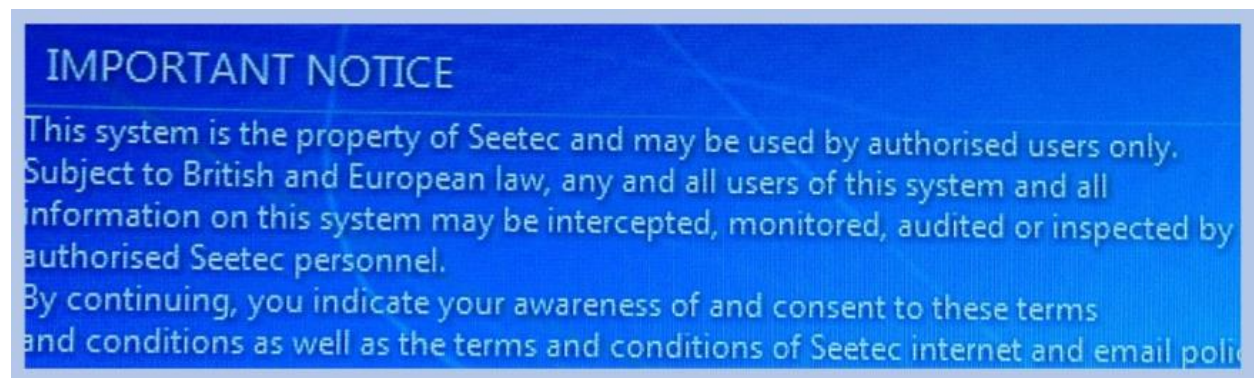 IMPORTANT NOTICE
This system is the property of Seetec and may be used by authorised users only.
Subject to British and European law, any and all users of this system and all
information on this system may be intercepted, monitored, audited or inspected by
authorised Seetec personnel.
By continuing, you indicate your awareness of and consent to these terms
and conditions as well as the terms and conditions of Seetec internet and email